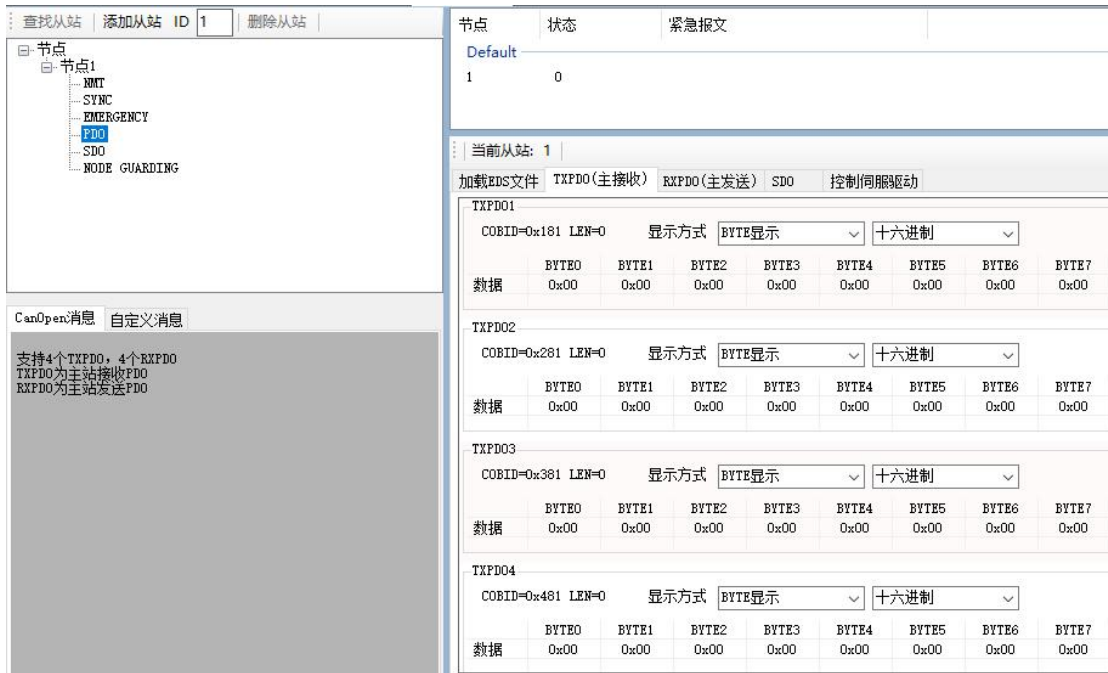 查找从站 添加从站 ID 1 删除从站
节点
节点1
NMT
SYNC
EMERGENCY
PDO
SDO
NODE GUARDING
CanOpen消息 自定义消息
支持4个TXPDO，4个RXPDO
TXPDO为主站接收PDO
RXPDO为主站发送PDO
节点 状态 紧急报文
Default
1 0
当前从站: 1
加载EDS文件 TXPDO(主接收) RXPDO(主发送) SDO 控制伺服驱动
TXPDO1
COBID=0x181 LEN=0 显示方式 BYTE显示 十六进制
BYTE0 BYTE1 BYTE2 BYTE3 BYTE4 BYTE5 BYTE6 BYTE7
数据 0x00 0x00 0x00 0x00 0x00 0x00 0x00 0x00
TXPDO2
COBID=0x281 LEN=0 显示方式 BYTE显示 十六进制
BYTE0 BYTE1 BYTE2 BYTE3 BYTE4 BYTE5 BYTE6 BYTE7
数据 0x00 0x00 0x00 0x00 0x00 0x00 0x00 0x00
TXPDO3
COBID=0x381 LEN=0 显示方式 BYTE显示 十六进制
BYTE0 BYTE1 BYTE2 BYTE3 BYTE4 BYTE5 BYTE6 BYTE7
数据 0x00 0x00 0x00 0x00 0x00 0x00 0x00 0x00
TXPDO4
COBID=0x481 LEN=0 显示方式 BYTE显示 十六进制
BYTE0 BYTE1 BYTE2 BYTE3 BYTE4 BYTE5 BYTE6 BYTE7
数据 0x00 0x00 0x00 0x00 0x00 0x00 0x00 0x00